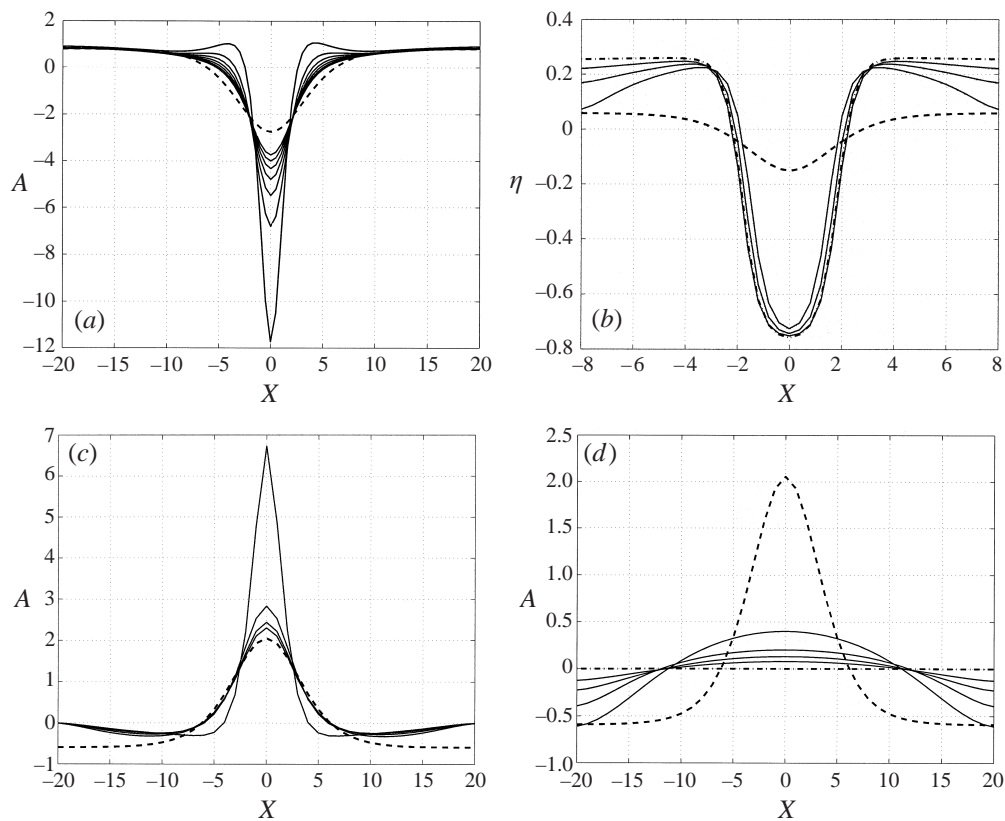 2
0
–2
–4
–6
–8
–10
–12
A
(a)
–20 –15 –10 –5 0 5 10 15 20
X
0.4
0.2
0
–0.2
–0.4
–0.6
–0.8
η
(b)
–8 –6 –4 –2 0 2 4 6 8
X
7
6
5
4
3
2
1
0
–1
A
(c)
–20 –15 –10 –5 0 5 10 15 20
X
2.5
2.0
1.5
1.0
0.5
0
–0.5
–1.0
A
(d)
–20 –15 –10 –5 0 5 10 15 20
X